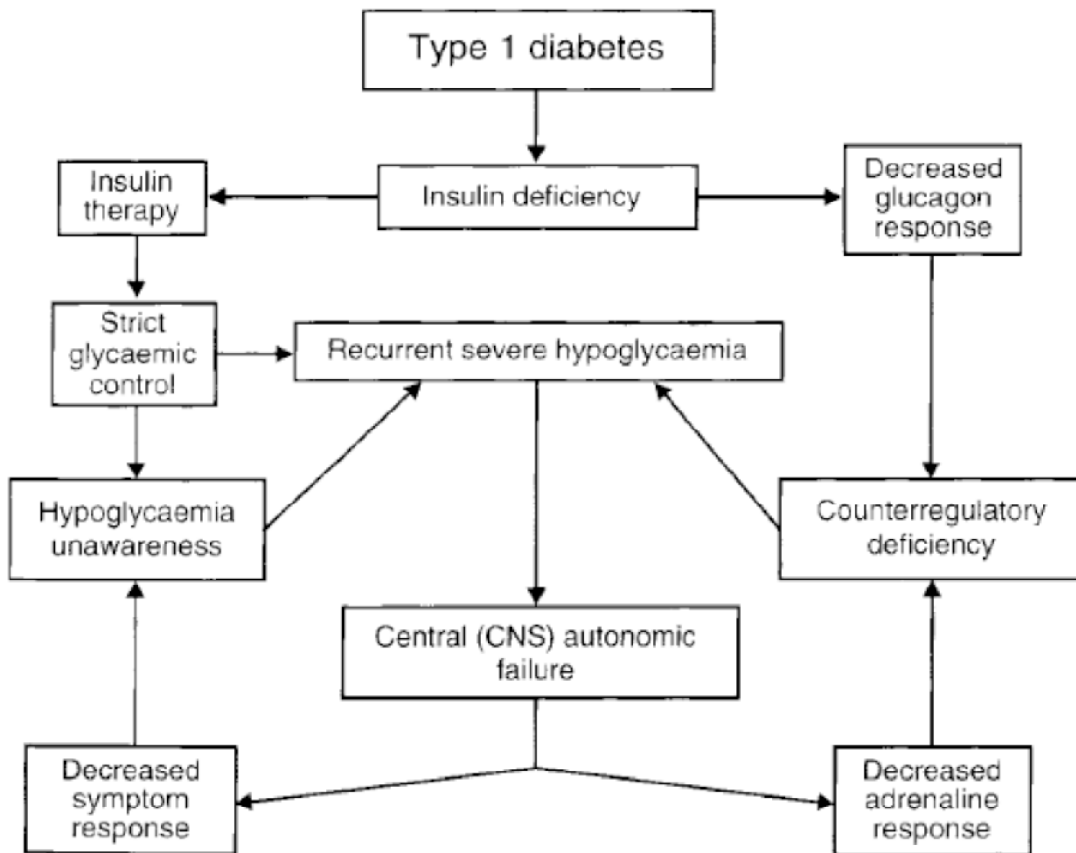 Type 1 diabetes
Insulin
therapy
Insulin deficiency
Decreased
glucagon
response
Strict
glycaemic
control
Recurrent severe hypoglycaemia
Hypoglycaemia
unawareness
Counterregulatory
deficiency
Central (CNS) autonomic
failure
Decreased
symptom
response
Decreased
adrenaline
response